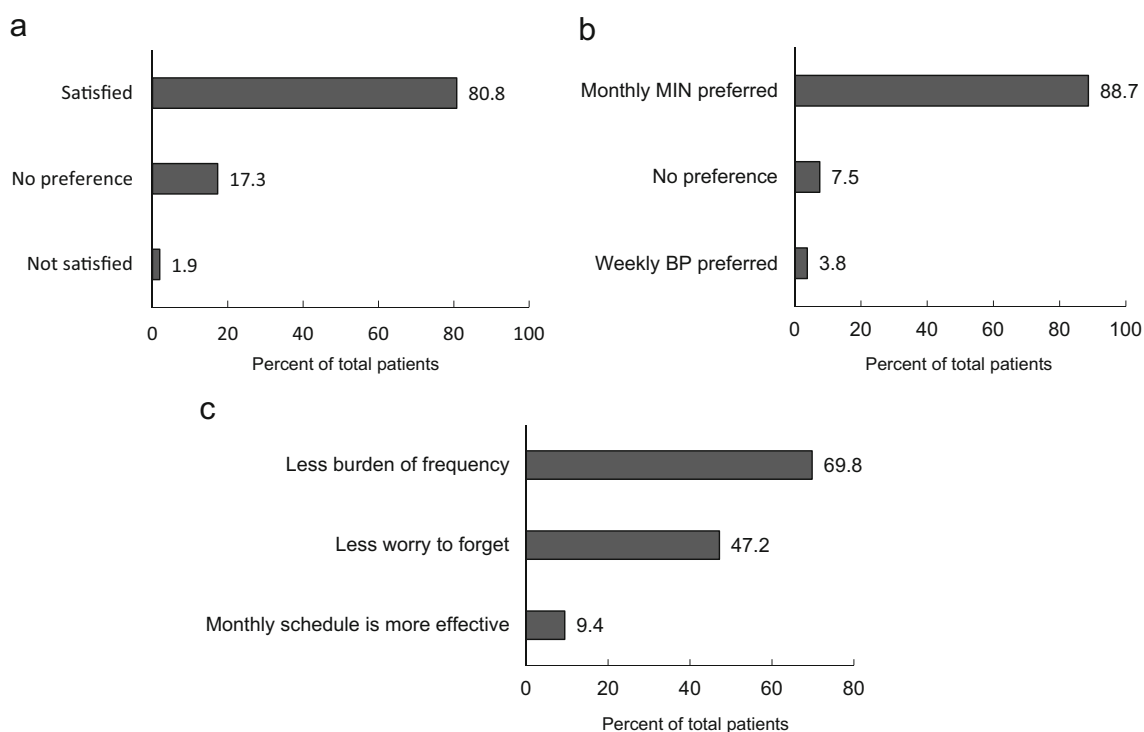 a
Satisfied
80.8
No preference
17.3
Not satisfied
1.9
0 20 40 60 80 100
Percent of total patients
b
Monthly MIN preferred
88.7
No preference
7.5
Weekly BP preferred
3.8
0 20 40 60 80 100
Percent of total patients
c
Less burden of frequency
69.8
Less worry to forget
47.2
Monthly schedule is more effective
9.4
0 20 40 60 80
Percent of total patients